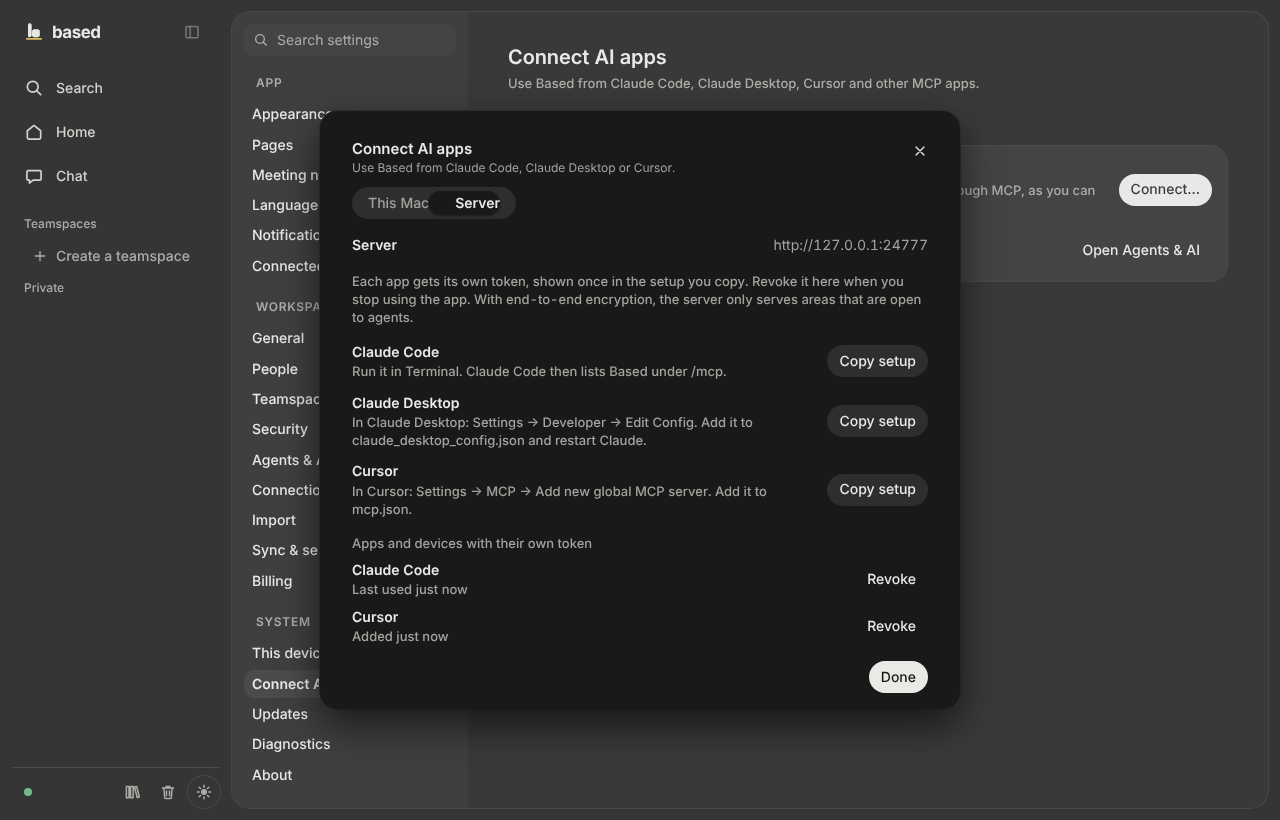 based
Search
Home
Chat
Teamspaces
Create a teamspace
Private
Search settings
APP
Appearance
Pages
Meeting n
Language
Notificatio
Connected
WORKSPA
General
People
Teamspac
Security
Agents & A
Connectio
Import
Sync & se
Billing
SYSTEM
This devic
Connect A
Updates
Diagnostics
About
Connect AI apps
Use Based from Claude Code, Claude Desktop, Cursor and other MCP apps.
ough MCP, as you can
Connect...
Open Agents & AI
Connect AI apps
Use Based from Claude Code, Claude Desktop or Cursor.
This Mac
Server
Server
http://127.0.0.1:24777
Each app gets its own token, shown once in the setup you copy. Revoke it here when you
stop using the app. With end-to-end encryption, the server only serves areas that are open
to agents.
Claude Code
Run it in Terminal. Claude Code then lists Based under /mcp.
Copy setup
Claude Desktop
In Claude Desktop: Settings → Developer → Edit Config. Add it to
claude_desktop_config.json and restart Claude.
Copy setup
Cursor
In Cursor: Settings → MCP → Add new global MCP server. Add it to
mcp.json.
Copy setup
Apps and devices with their own token
Claude Code
Last used just now
Revoke
Cursor
Added just now
Revoke
Done